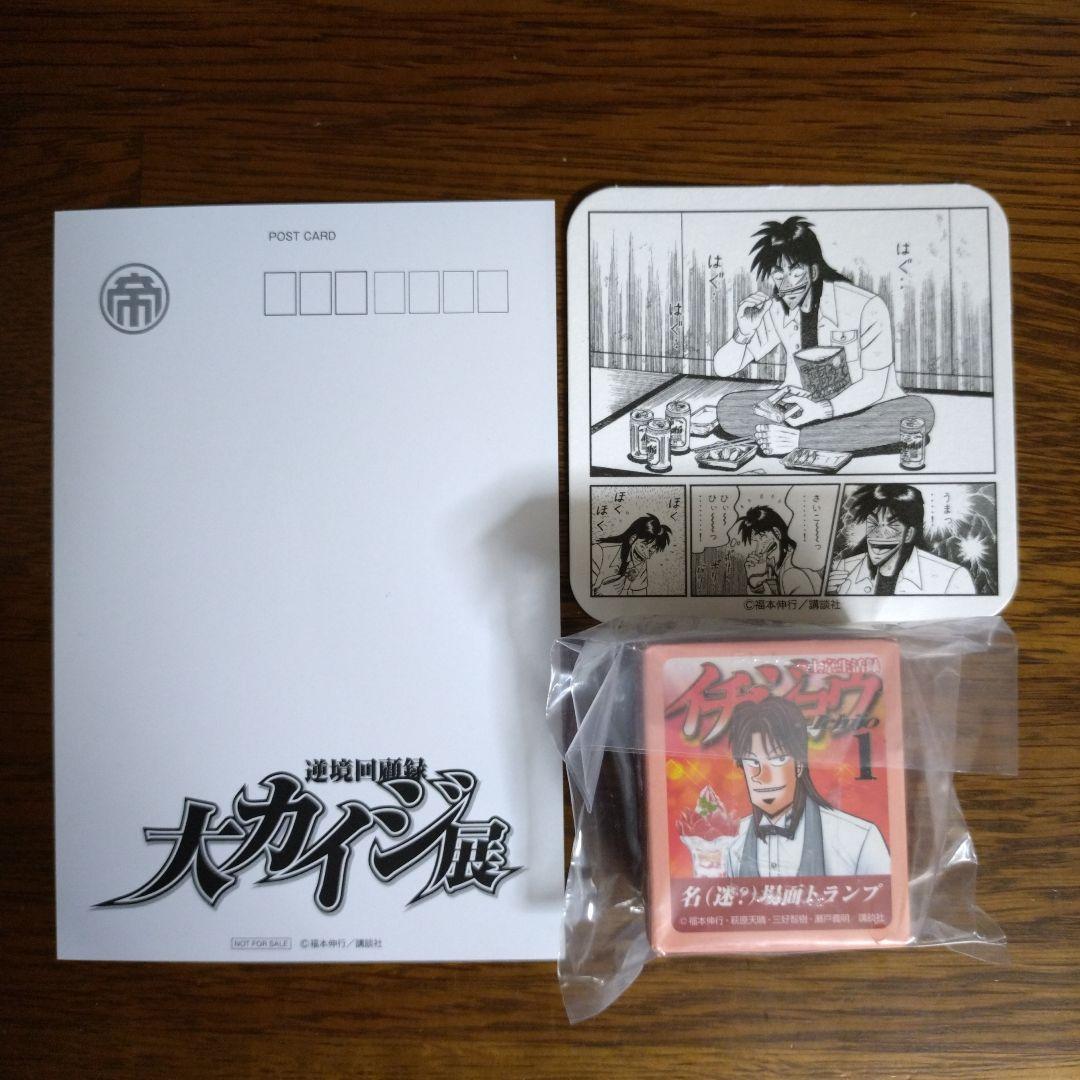 POST CARD
帝
逆境回顧録
大カイジ展
NOT FOR SALE ©福本伸行／講談社
はぐ‥
はぐ‥
はぐ‥
うまっ………！
さいこ～～っ………！
ひぃ～～
ひぃ～～っ………！
ほく
ほく
ほく
©福本伸行／講談社
イチジョウ
1
名（迷？）場面トランプ
©福本伸行・萩原天晴・三好智樹・瀬戸義明／講談社